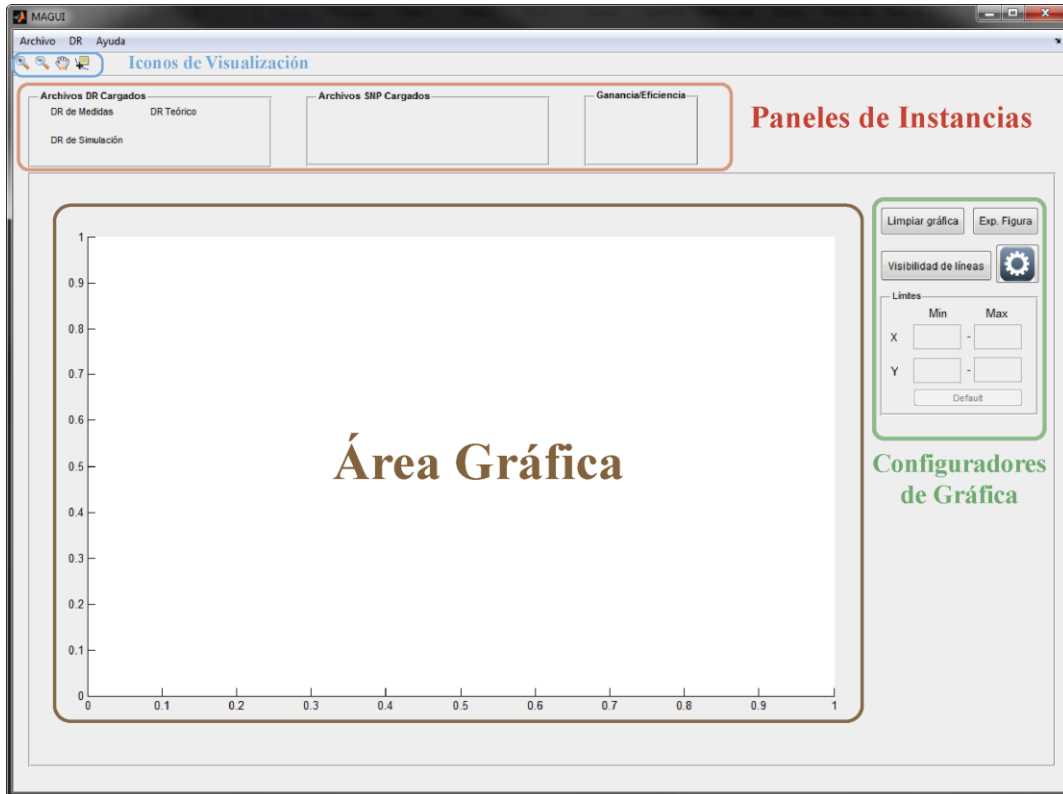 MAGUI
Archivo DR Ayuda
Iconos de Visualización
Archivos DR Cargados
DR de Medidas DR Teórico
DR de Simulación
Archivos SNP Cargados
Ganancia/Eficiencia
Paneles de Instancias
Limpiar gráfica Exp. Figura
Visibilidad de líneas
Límites
Min Max
X -
Y -
Default
Configuradores
de Gráfica
Área Gráfica
1
0.9
0.8
0.7
0.6
0.5
0.4
0.3
0.2
0.1
0
0 0.1 0.2 0.3 0.4 0.5 0.6 0.7 0.8 0.9 1